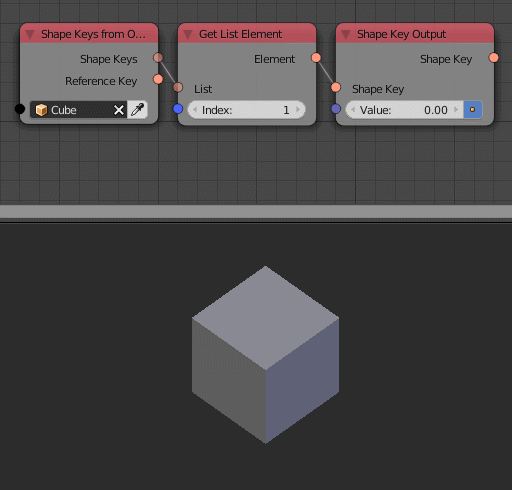 Shape Keys from O...
Shape Keys
Reference Key
Cube
Get List Element
Element
List
Index: 1
Shape Key Output
Shape Key
Shape Key
Value: 0.00